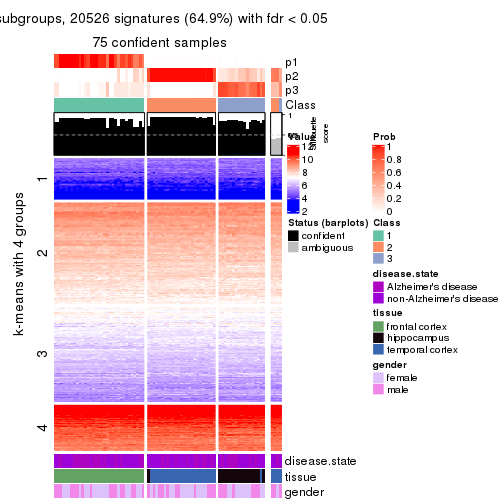 subgroups, 20526 signatures (64.9%) with fdr < 0.05
75 confident samples
p1
p2
p3
Class
1
0
Silhouette
score
k-means with 4 groups
1
2
3
4
disease.state
tissue
gender
Value
12
10
8
6
4
2
Prob
1
0.8
0.6
0.4
0.2
0
Status (barplots)
confident
ambiguous
Class
1
2
3
disease.state
Alzheimer's disease
non-Alzheimer's disease
tissue
frontal cortex
hippocampus
temporal cortex
gender
female
male